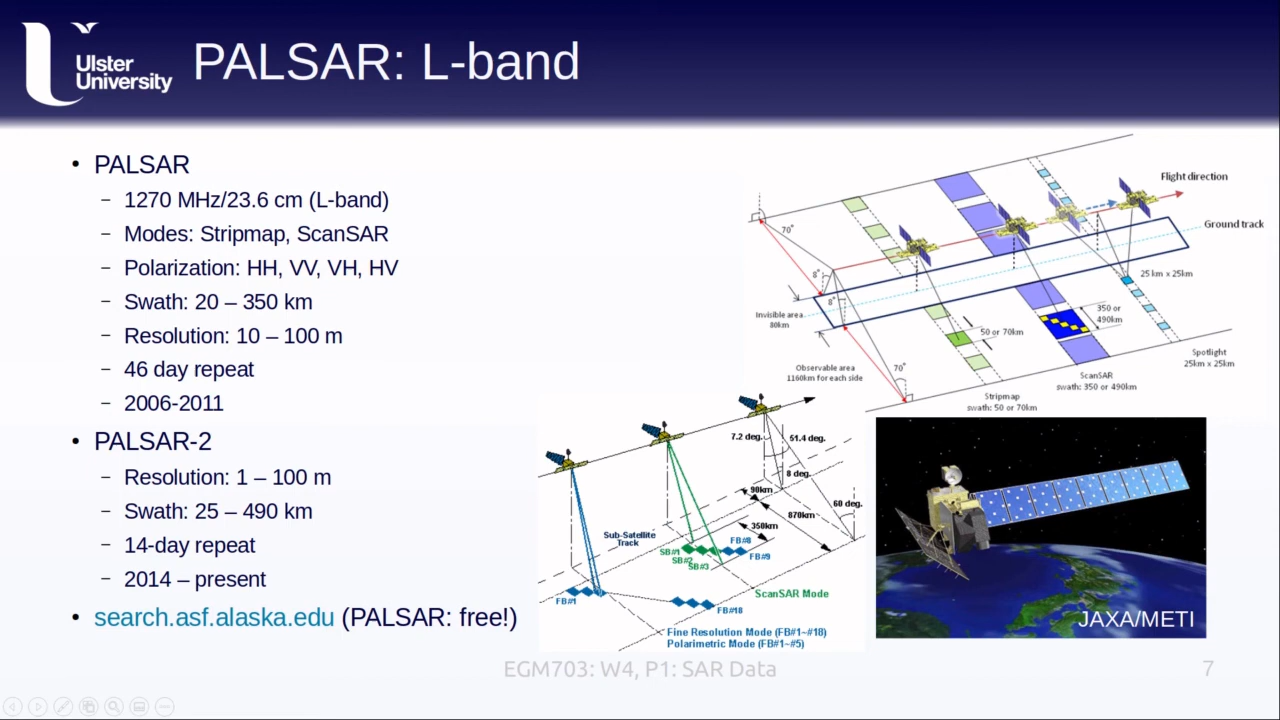 Ulster
University
PALSAR: L-band
• PALSAR
– 1270 MHz/23.6 cm (L-band)
– Modes: Stripmap, ScanSAR
– Polarization: HH, VV, VH, HV
– Swath: 20 – 350 km
– Resolution: 10 – 100 m
– 46 day repeat
– 2006-2011
• PALSAR-2
– Resolution: 1 – 100 m
– Swath: 25 – 490 km
– 14-day repeat
– 2014 – present
• search.asf.alaska.edu (PALSAR: free!)
Flight direction
Ground track
70°
8°
8°
Invisible area
80km
25 km x 25km
350 or
490km
50 or 70km
Observable area
1160km for each side
70°
Spotlight
25km x 25km
ScanSAR
swath: 350 or 490km
Stripmap
swath: 50 or 70km
7.2 deg.
51.4 deg.
8 deg.
90km
60 deg.
870km
350km
Sub-Satellite
Track
FB#8
SB#1
SB#2
SB#3
FB#9
ScanSAR Mode
FB#1
FB#18
Fine Resolution Mode (FB#1~#18)
Polarimetric Mode (FB#1~#5)
JAXA/METI
EGM703: W4, P1: SAR Data
7